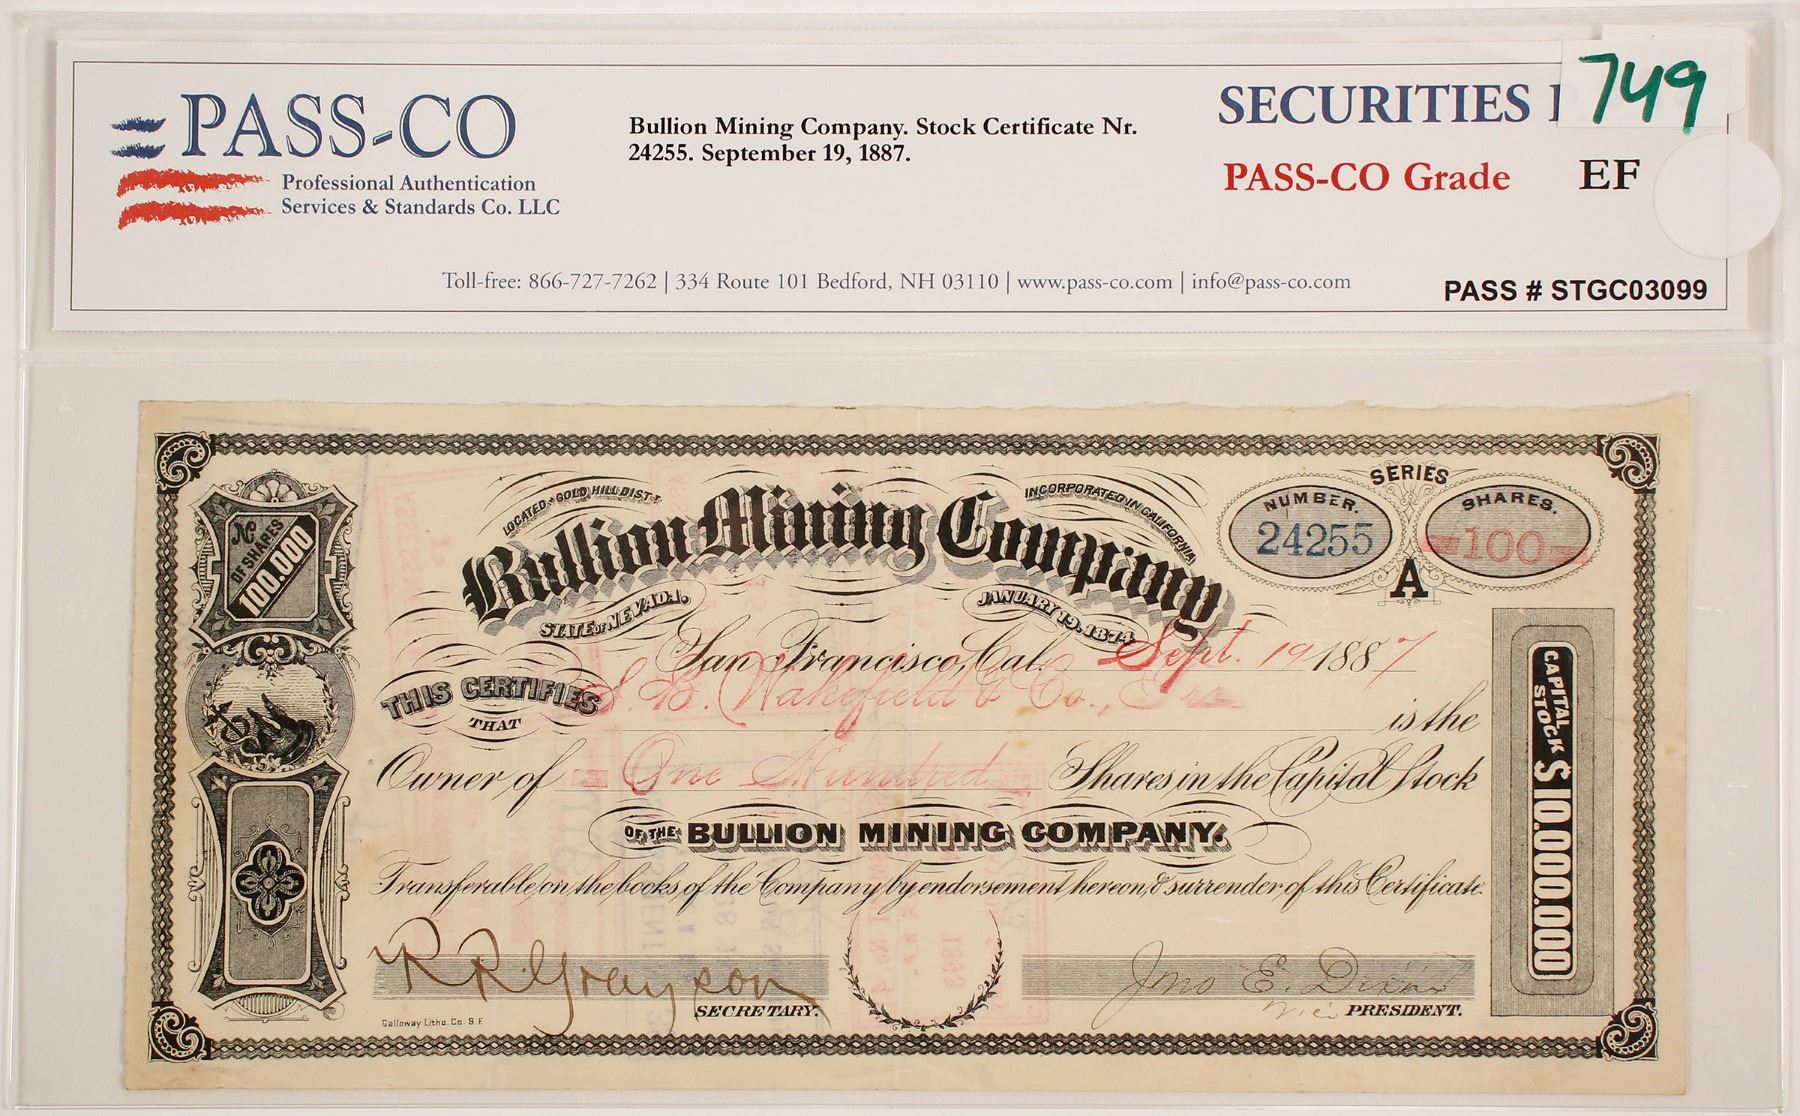 749
PASS-CO
Professional Authentication
Services & Standards Co. LLC
Bullion Mining Company. Stock Certificate Nr.
24255. September 19, 1887.
SECURITIES
PASS-CO Grade EF
Toll-free: 866-727-7262 | 334 Route 101 Bedford, NH 03110 | www.pass-co.com | info@pass-co.com
PASS # STGC03099
No
OF SHARES
100.000
LOCATED GOLD HILL DIST.
INCORPORATED IN CALIFORNIA
Bullion Mining Company
STATE OF NEVADA.
JANUARY 19. 1874
SERIES
NUMBER.
24255
SHARES.
100
A
San Francisco, Cal. Sept. 19 1887
THIS CERTIFIES
THAT
S. B. Wakefield & Co., is the
Owner of One Hundred Shares in the Capital Stock
OF THE BULLION MINING COMPANY.
Transferable on the books of the Company by endorsement hereon, & surrender of this Certificate.
R R Grayson
SECRETARY.
Jno E. Dixon
Vice PRESIDENT.
Galloway Litho. Co. S.F.
CAPITAL STOCK $10.000.000